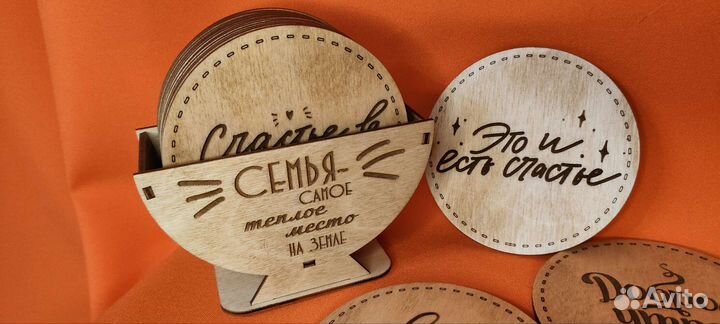 Счастье в
СЕМЬЯ-
САМОЕ
теплое
место
НА ЗЕМЛЕ
Это и
есть счастье
Avito